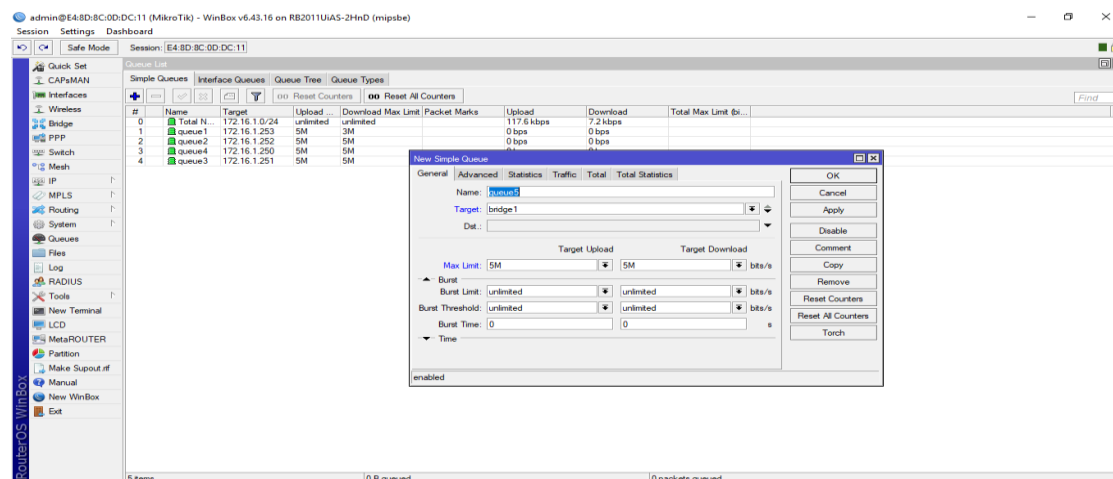 admin@E4:8D:8C:0D:DC:11 (MikroTik) - WinBox v6.43.16 on RB2011UiAS-2HnD (mipsbe)
Session Settings Dashboard
Safe Mode Session: E4:8D:8C:0D:DC:11
Quick Set
CAPsMAN
Interfaces
Wireless
Bridge
PPP
Switch
Mesh
IP
MPLS
Routing
System
Queues
Files
Log
RADIUS
Tools
New Terminal
LCD
MetaROUTER
Partition
Make Supout.rif
Manual
New WinBox
Exit
RouterOS WinBox
Queue List
Simple Queues Interface Queues Queue Tree Queue Types
00 Reset Counters 00 Reset All Counters Find
# Name Target Upload ... Download Max Limit Packet Marks Upload Download Total Max Limit (bi...
0 Total N... 172.16.1.0/24 unlimited unlimited 117.6 kbps 7.2 kbps
1 queue1 172.16.1.253 5M 3M 0 bps 0 bps
2 queue2 172.16.1.252 5M 5M 0 bps 0 bps
3 queue4 172.16.1.250 5M 5M
4 queue3 172.16.1.251 5M 5M
New Simple Queue
General Advanced Statistics Traffic Total Total Statistics
Name: queue5
Target: bridge1
Dst.:
Target Upload Target Download
Max Limit: 5M 5M bits/s
Burst
Burst Limit: unlimited unlimited bits/s
Burst Threshold: unlimited unlimited bits/s
Burst Time: 0 0 s
Time
enabled
OK
Cancel
Apply
Disable
Comment
Copy
Remove
Reset Counters
Reset All Counters
Torch
5 items 0 B queued 0 packets queued